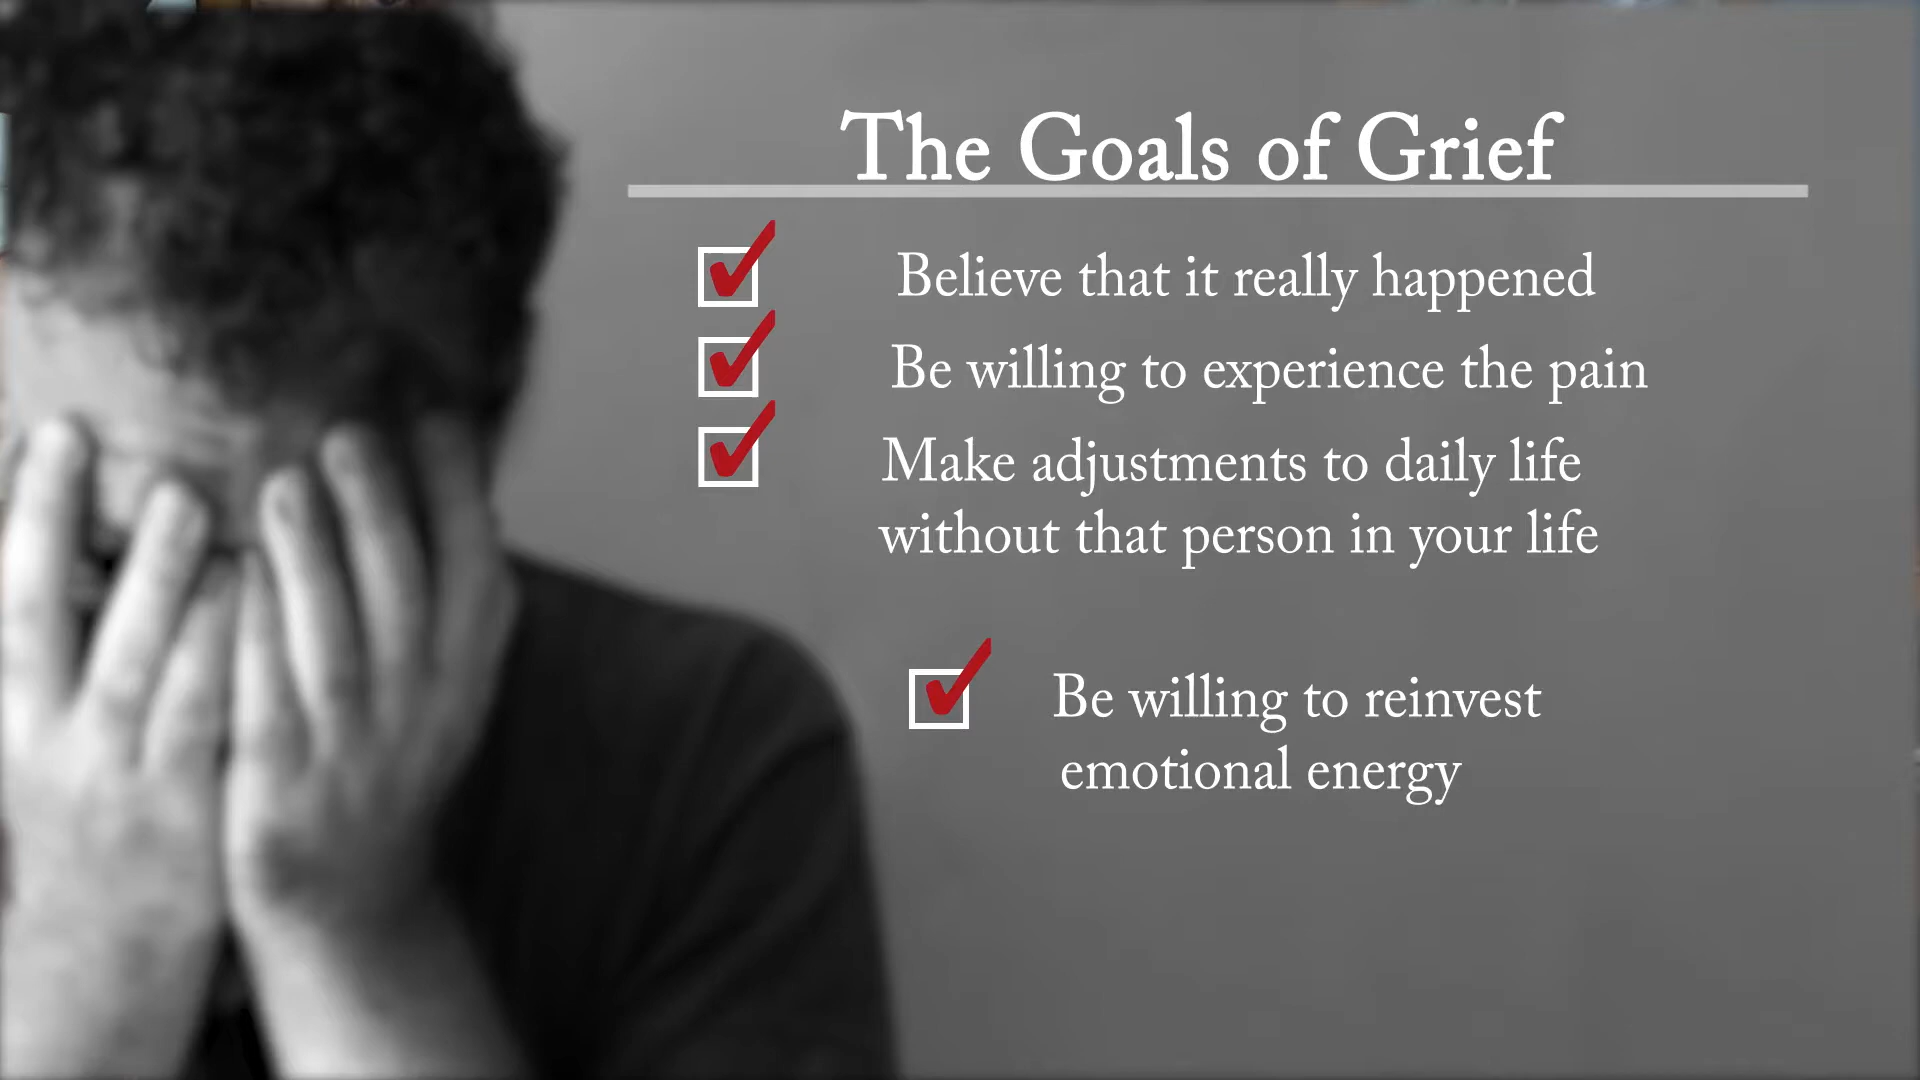 The Goals of Grief
Believe that it really happened
Be willing to experience the pain
Make adjustments to daily life
without that person in your life
Be willing to reinvest
emotional energy